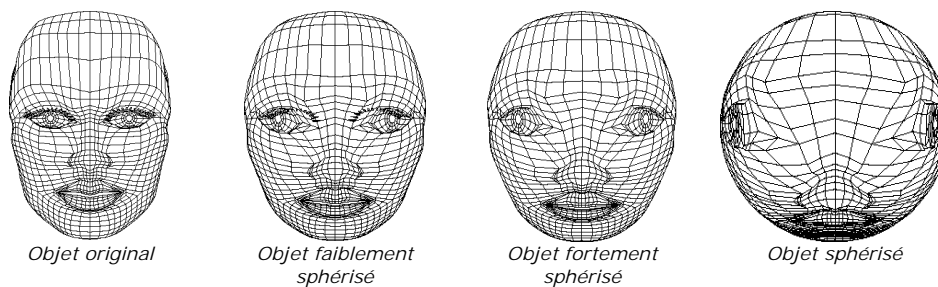 Objet original
Objet faiblement
sphérisé
Objet fortement
sphérisé
Objet sphérisé